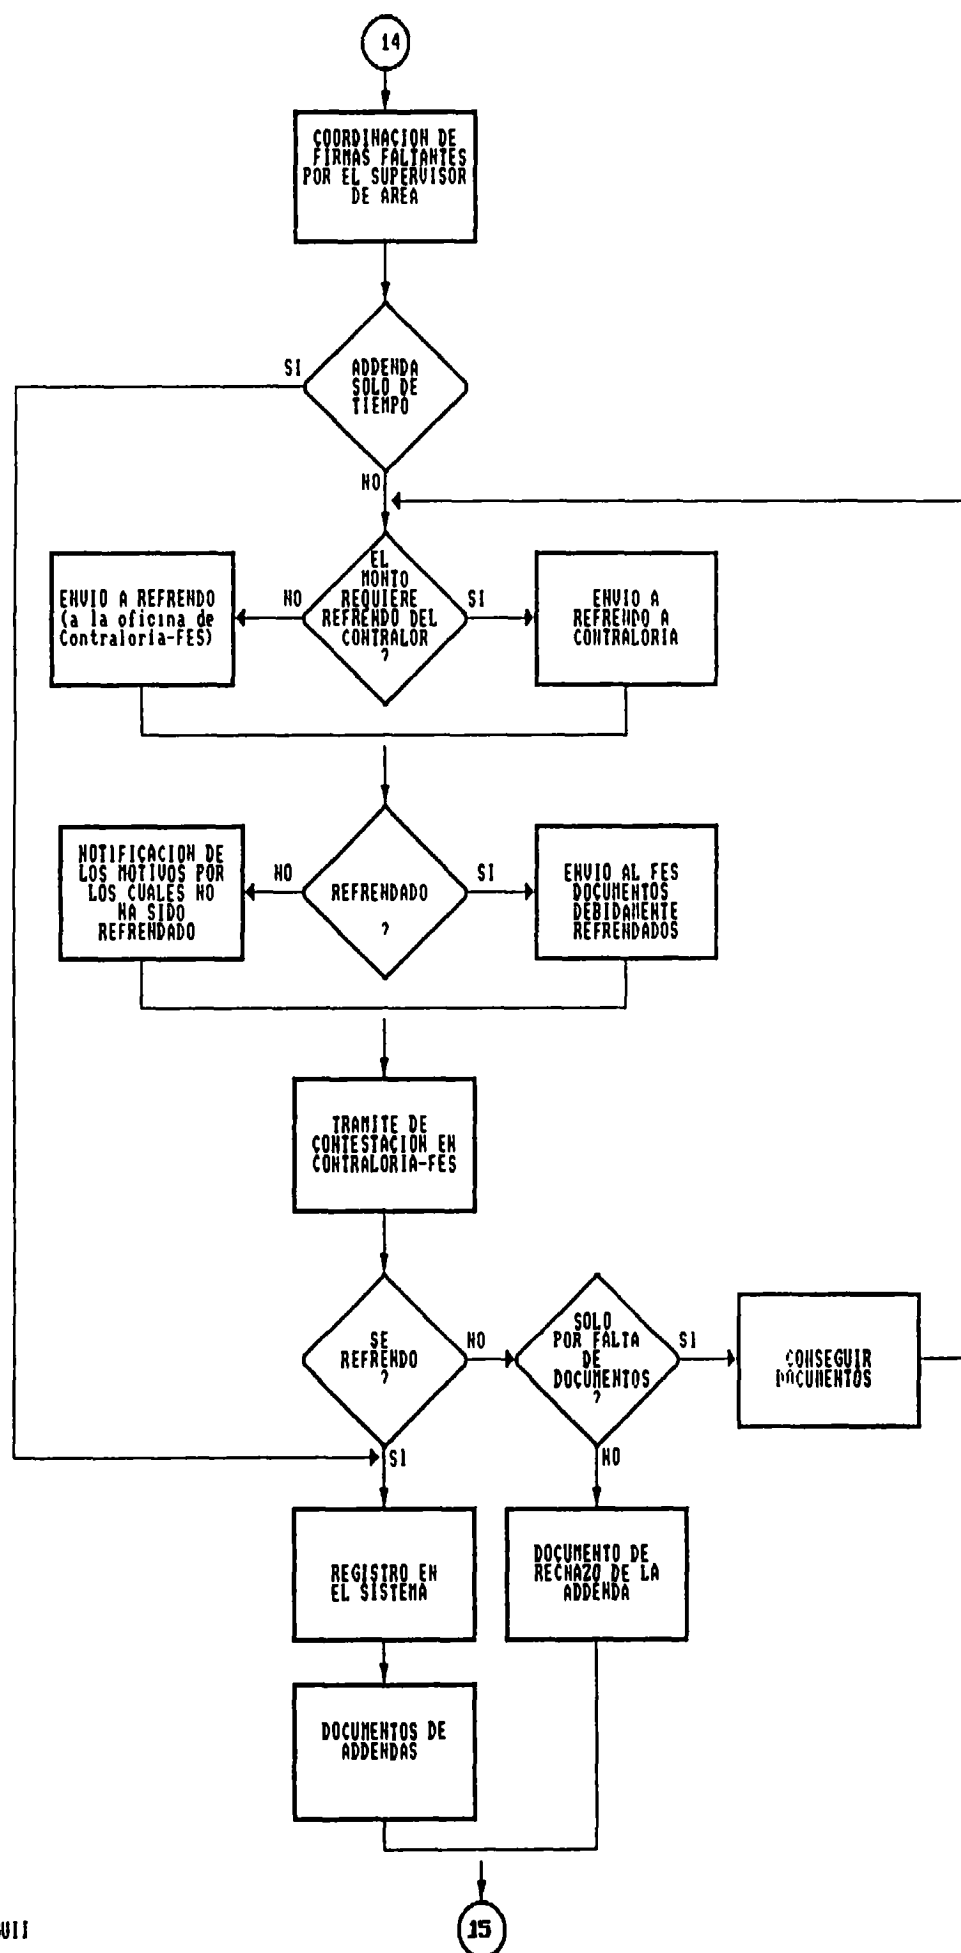 14
COORDINACION DE
FIRMAS FALTANTES
POR EL SUPERVISOR
DE AREA
SI
ADDENDA
SOLO DE
TIEMPO
NO
ENVIO A REFRENDO
(a la oficina de
Contraloria-FES)
NO
EL
MONTO
REQUIERE
REFRENDO DEL
CONTRALOR
?
SI
ENVIO A
REFRENDO A
CONTRALORIA
NOTIFICACION DE
LOS MOTIVOS POR
LOS CUALES NO
HA SIDO
REFRENDADO
NO
REFRENDADO
?
SI
ENVIO AL FES
DOCUMENTOS
DEBIDAMENTE
REFRENDADOS
TRAMITE DE
CONTESTACION EN
CONTRALORIA-FES
SE
REFRENDO
?
NO
SOLO
POR FALTA
DE
DOCUMENTOS
?
SI
CONSEGUIR
DOCUMENTOS
SI
NO
REGISTRO EN
EL SISTEMA
DOCUMENTO DE
RECHAZO DE LA
ADDENDA
DOCUMENTOS DE
ADDENDAS
15